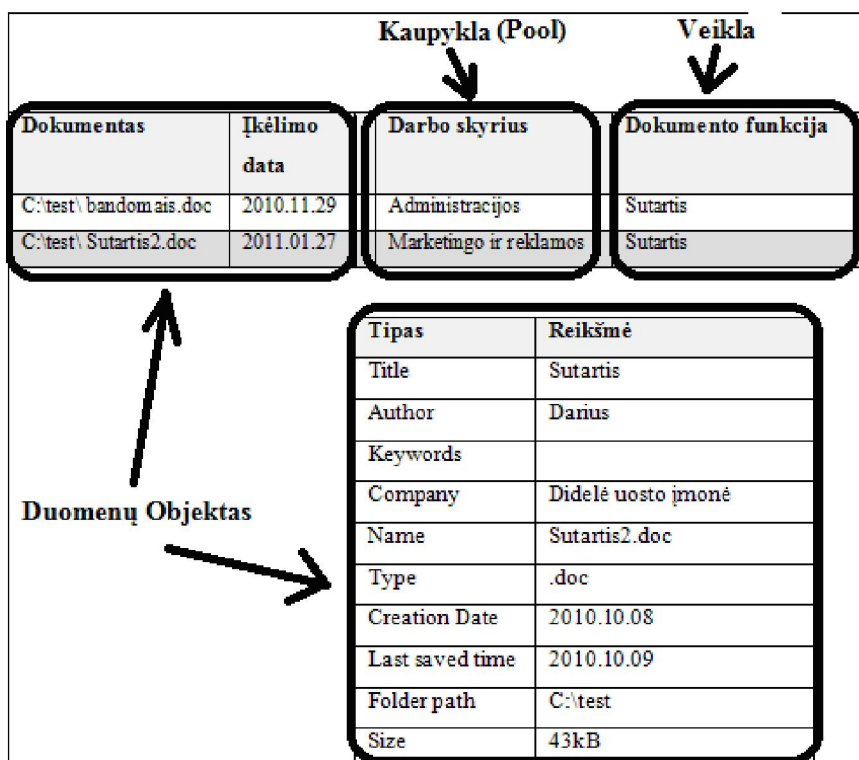 Kaupykla (Pool) Veikla
Dokumentas Įkėlimo data Darbo skyrius Dokumento funkcija
C:\test\ bandomais.doc 2010.11.29 Administracijos Sutartis
C:\test\ Sutartis2.doc 2011.01.27 Marketingo ir reklamos Sutartis
Tipas Reikšmė
Title Sutartis
Author Darius
Keywords
Company Didelė uosto įmonė
Duomenų Objektas
Name Sutartis2.doc
Type .doc
Creation Date 2010.10.08
Last saved time 2010.10.09
Folder path C:\test
Size 43kB